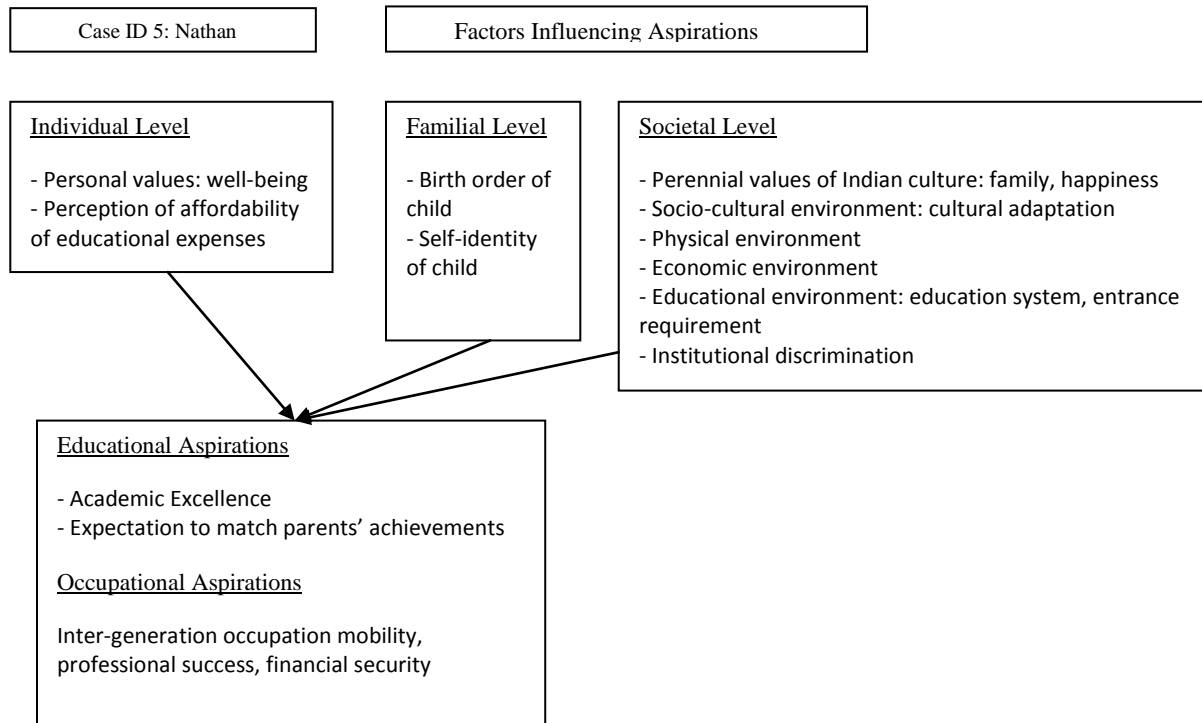 Case ID 5: Nathan
Factors Influencing Aspirations
Individual Level
- Personal values: well-being
- Perception of affordability
of educational expenses
Familial Level
- Birth order of
child
- Self-identity
of child
Societal Level
- Perennial values of Indian culture: family, happiness
- Socio-cultural environment: cultural adaptation
- Physical environment
- Economic environment
- Educational environment: education system, entrance
requirement
- Institutional discrimination
Educational Aspirations
- Academic Excellence
- Expectation to match parents’ achievements
Occupational Aspirations
Inter-generation occupation mobility,
professional success, financial security